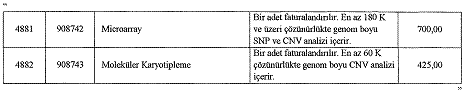 "
4881 908742 Microarray Bir adet faturalandırılır. En az 180 K ve üzeri çözünürlükte genom boyu SNP ve CNV analizi içerir. 700,00
4882 908743 Moleküler Karyotipleme Bir adet faturalandırılır. En az 60 K çözünürlükte genom boyu CNV analizi içerir. 425,00
"